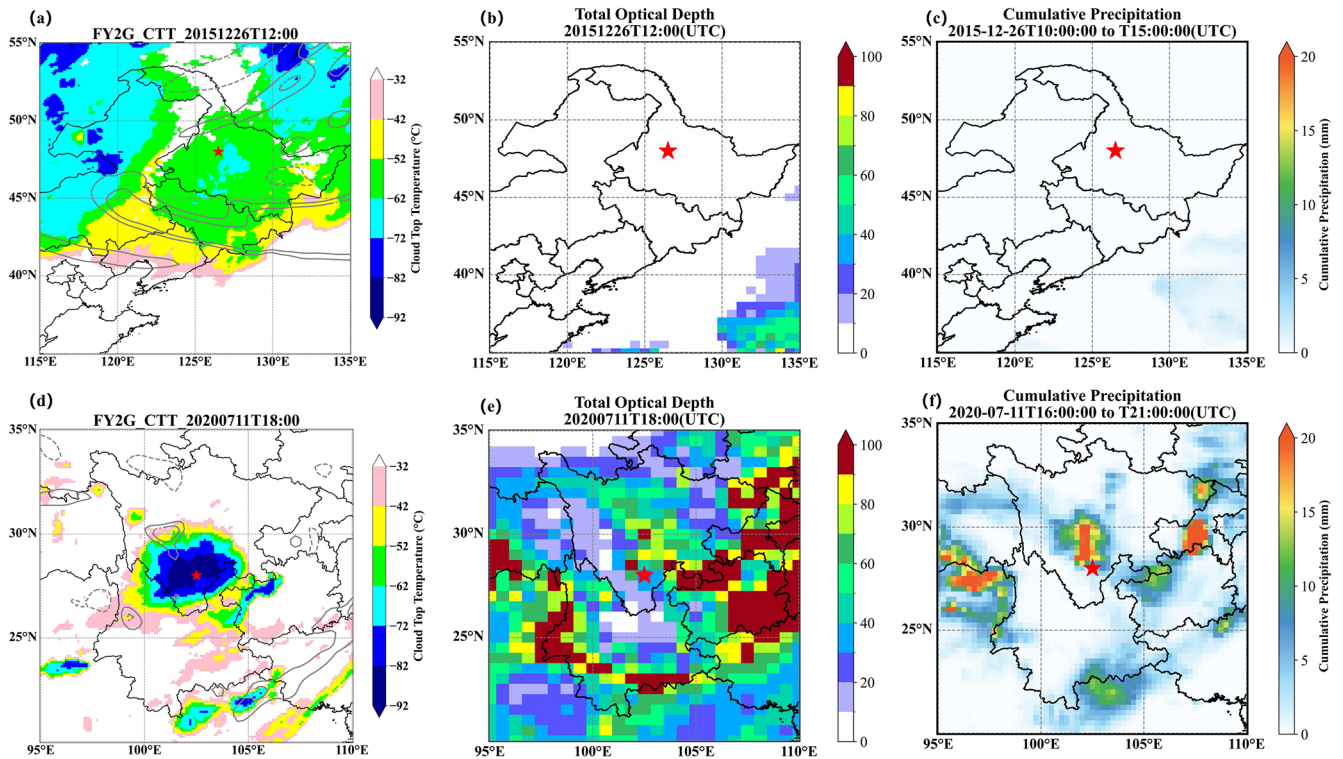 (a)
FY2G_CTT_20151226T12:00
55°N
50°N
45°N
40°N
115°E 120°E 125°E 130°E 135°E
−32
−42
−52
−62
−72
−82
−92
Cloud Top Temperature (°C)
(b)
Total Optical Depth
20151226T12:00(UTC)
55°N
50°N
45°N
40°N
115°E 120°E 125°E 130°E 135°E
100
80
60
40
20
0
(c)
Cumulative Precipitation
2015-12-26T10:00:00 to T15:00:00(UTC)
55°N
50°N
45°N
40°N
115°E 120°E 125°E 130°E 135°E
20
15
10
5
0
Cumulative Precipitation (mm)
(d)
FY2G_CTT_20200711T18:00
35°N
30°N
25°N
95°E 100°E 105°E 110°E
−32
−42
−52
−62
−72
−82
−92
Cloud Top Temperature (°C)
(e)
Total Optical Depth
20200711T18:00(UTC)
35°N
30°N
25°N
95°E 100°E 105°E 110°E
100
80
60
40
20
0
(f)
Cumulative Precipitation
2020-07-11T16:00:00 to T21:00:00(UTC)
35°N
30°N
25°N
95°E 100°E 105°E 110°E
20
15
10
5
0
Cumulative Precipitation (mm)